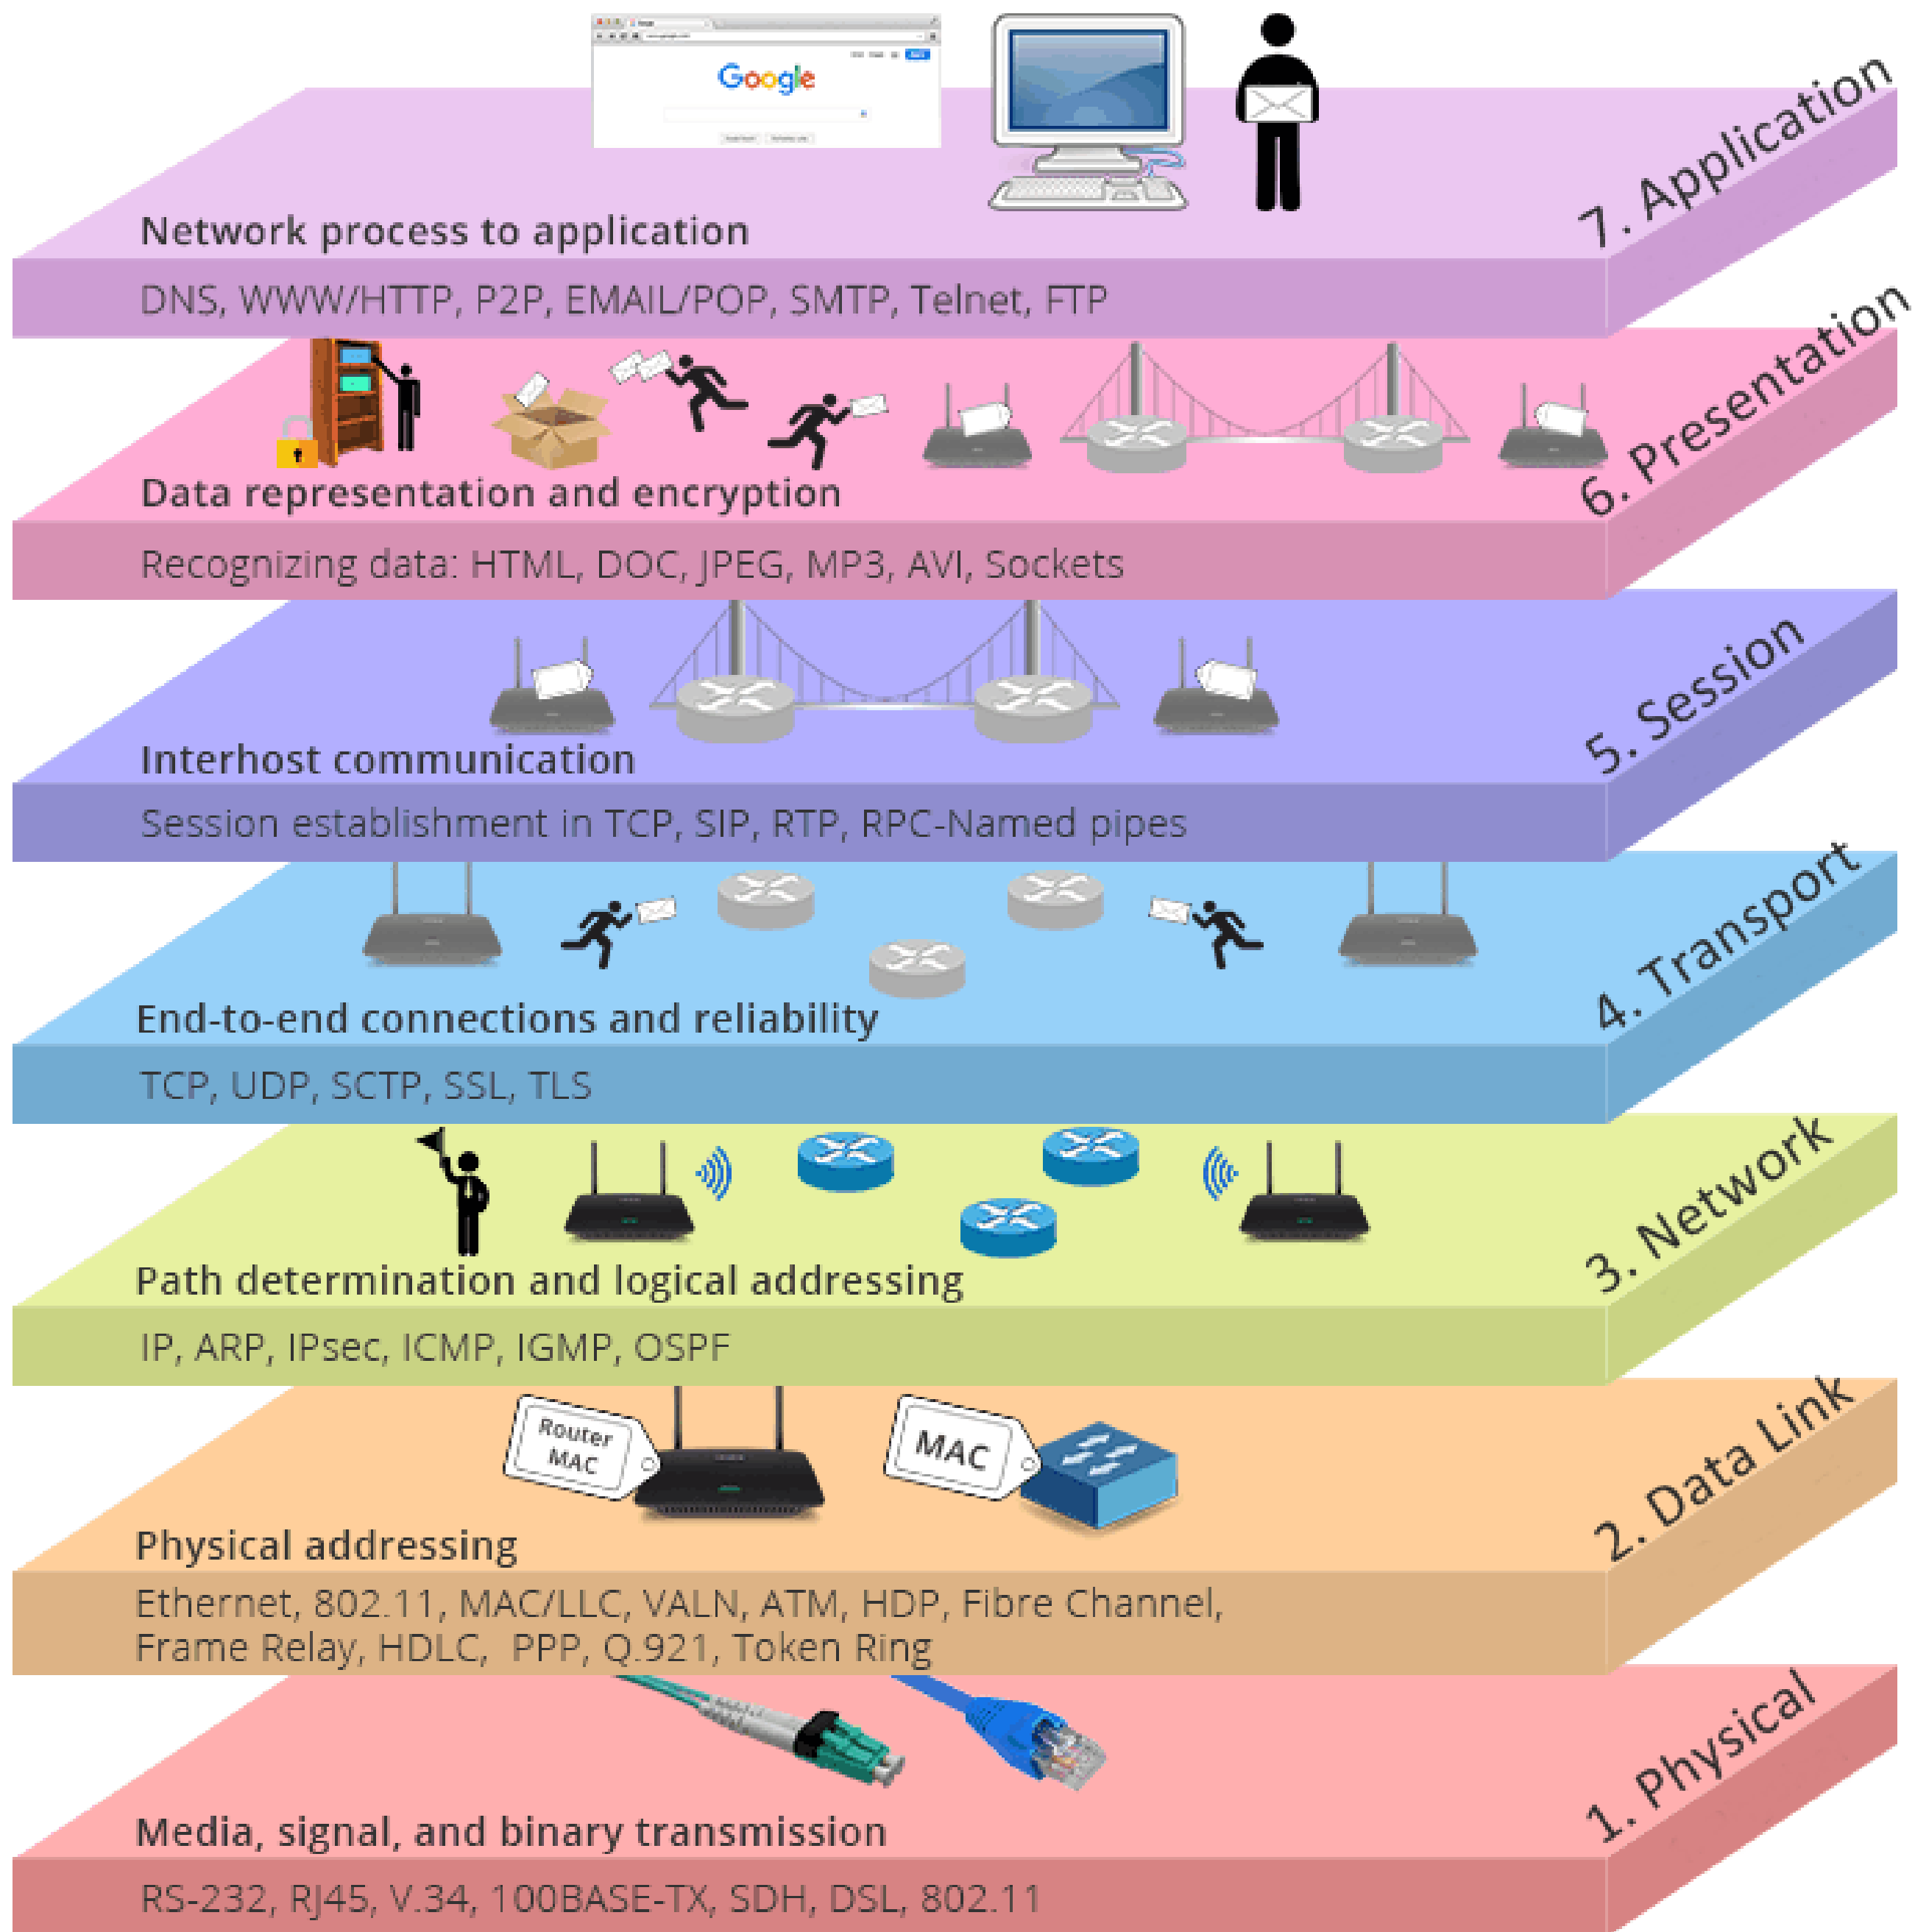 Google
7. Application
Network process to application
DNS, WWW/HTTP, P2P, EMAIL/POP, SMTP, Telnet, FTP
6. Presentation
Data representation and encryption
Recognizing data: HTML, DOC, JPEG, MP3, AVI, Sockets
5. Session
Interhost communication
Session establishment in TCP, SIP, RTP, RPC-Named pipes
4. Transport
End-to-end connections and reliability
TCP, UDP, SCTP, SSL, TLS
3. Network
Path determination and logical addressing
IP, ARP, IPsec, ICMP, IGMP, OSPF
Router
MAC
MAC
2. Data Link
Physical addressing
Ethernet, 802.11, MAC/LLC, VALN, ATM, HDP, Fibre Channel,
Frame Relay, HDLC, PPP, Q.921, Token Ring
1. Physical
Media, signal, and binary transmission
RS-232, RJ45, V.34, 100BASE-TX, SDH, DSL, 802.11